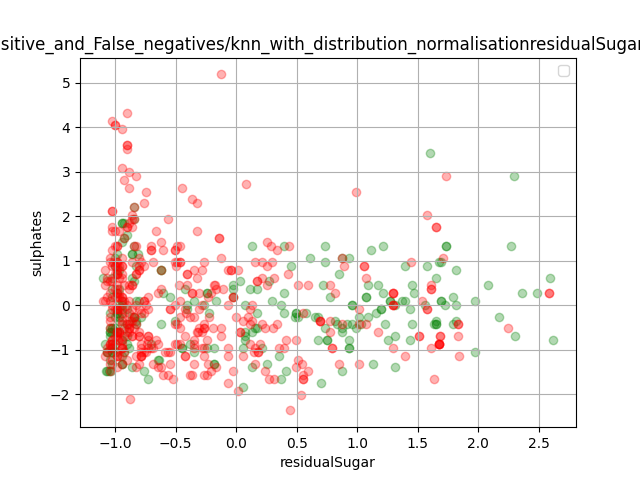 sitive_and_False_negatives/knn_with_distribution_normalisationresidualSugar
5
4
3
2
1
0
−1
−2
sulphates
−1.0 −0.5 0.0 0.5 1.0 1.5 2.0 2.5
residualSugar